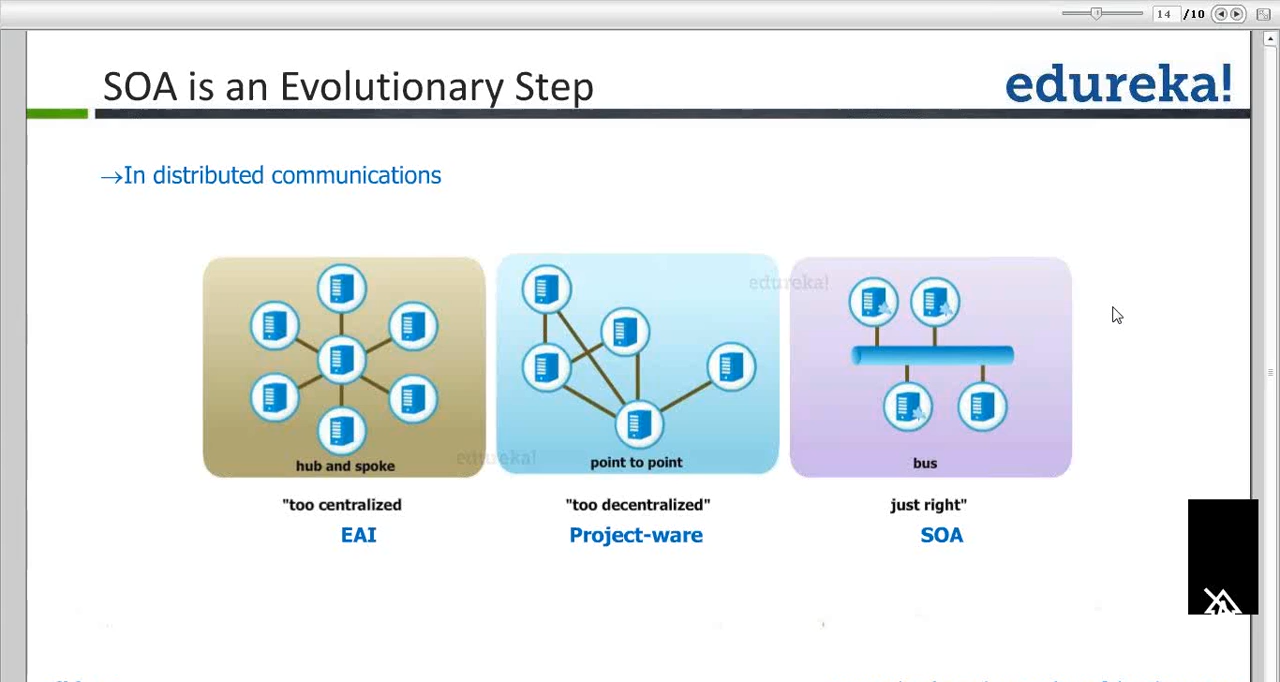 14 /10
SOA is an Evolutionary Step
edureka!
→In distributed communications
edureka!
edureka!
hub and spoke
point to point
bus
"too centralized
"too decentralized"
just right"
EAI
Project-ware
SOA